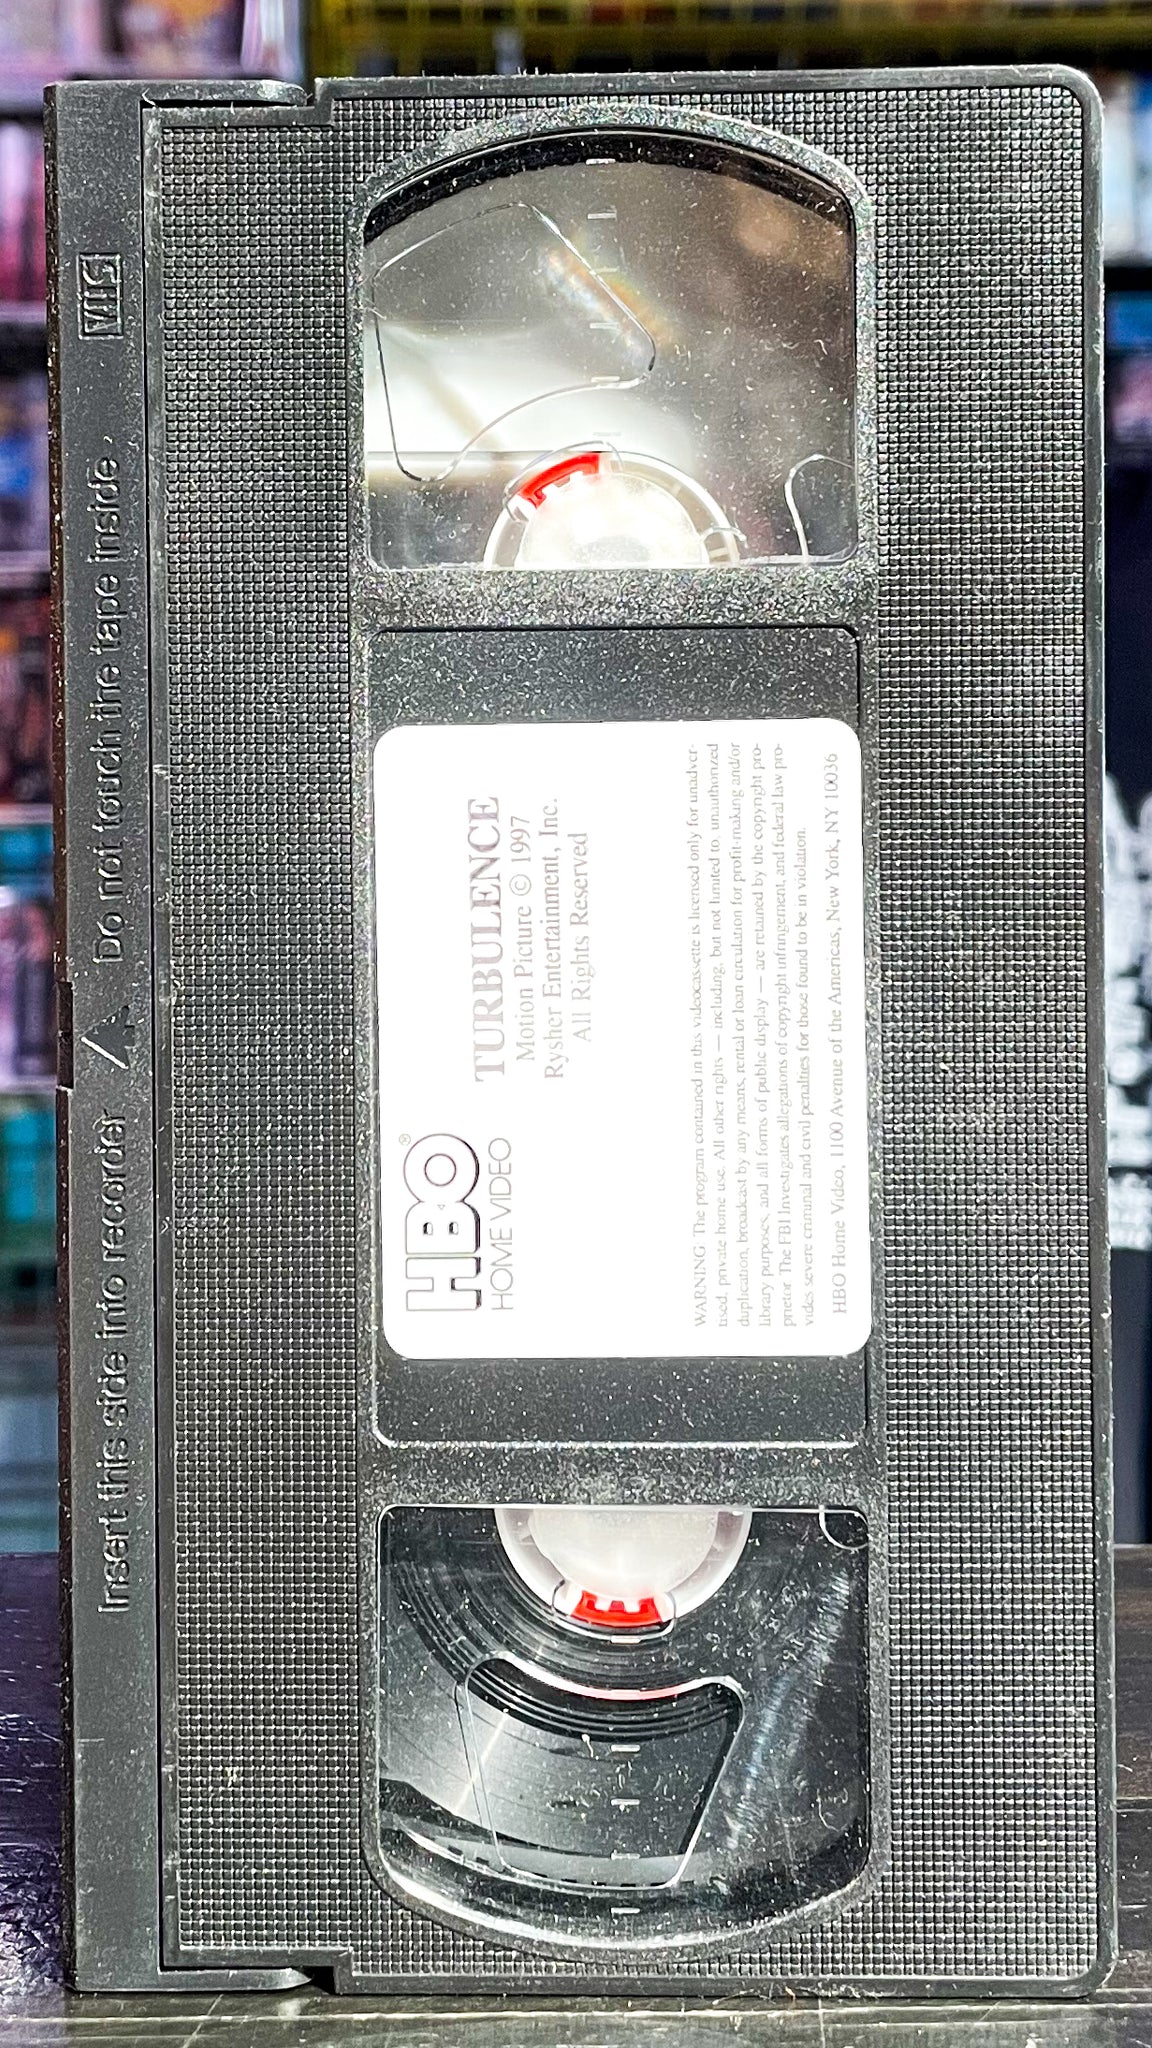 Insert this side into recorder
Do not touch the tape inside.
VHS
HBO®
HOME VIDEO
TURBULENCE
Motion Picture © 1997
Rysher Entertainment, Inc.
All Rights Reserved
WARNING The program contained in this videocassette is licensed only for unadver-
tised, private home use. All other rights — including, but not limited to, unauthorized
duplication, broadcast by any means, rental or loan circulation for profit-making and/or
library purposes, and all forms of public display — are retained by the copyright pro-
prietor The FBI Investigates allegations of copyright infringement, and federal law pro-
vides severe criminal and civil penalties for those found to be in violation.
HBO Home Video, 1100 Avenue of the Americas, New York, NY 10036